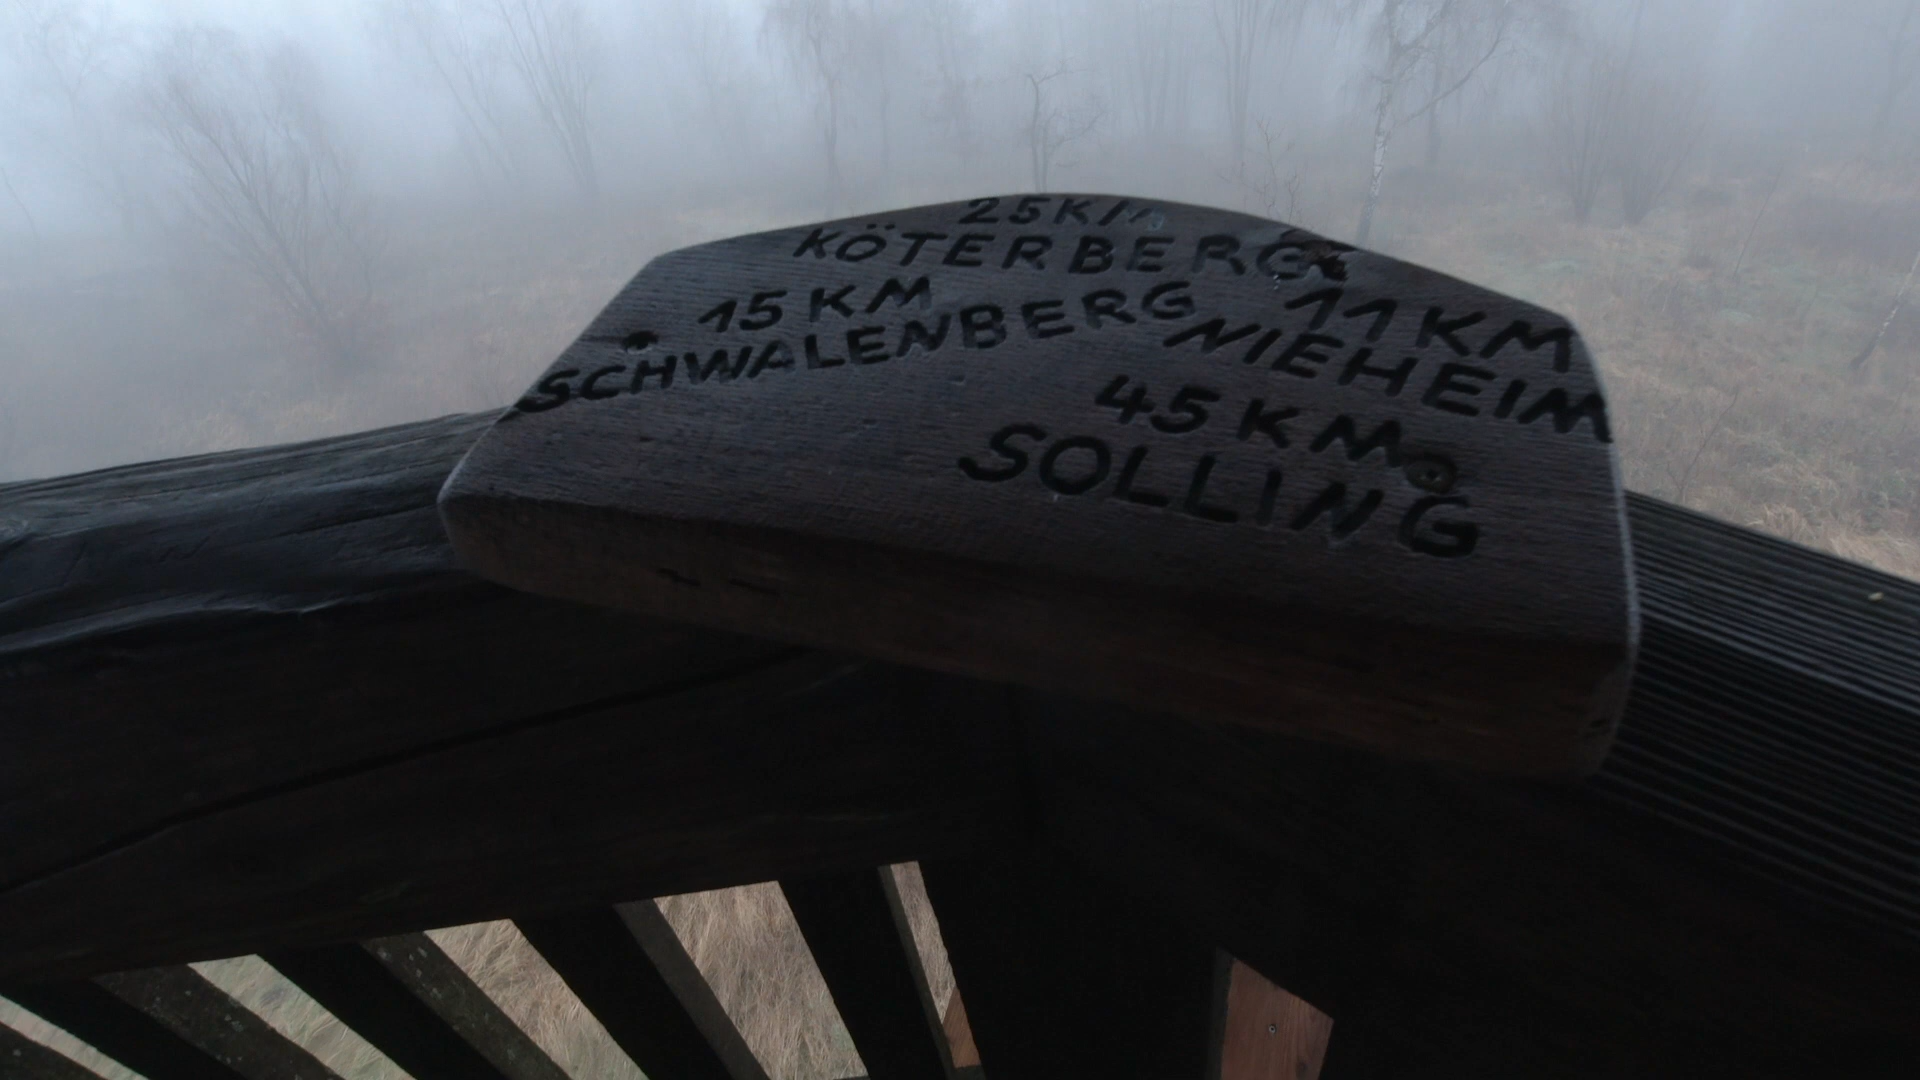 25KM
KÖTERBERG
15KM
SCHWALENBERG
11KM
NIEHEIM
45KM
SOLLING